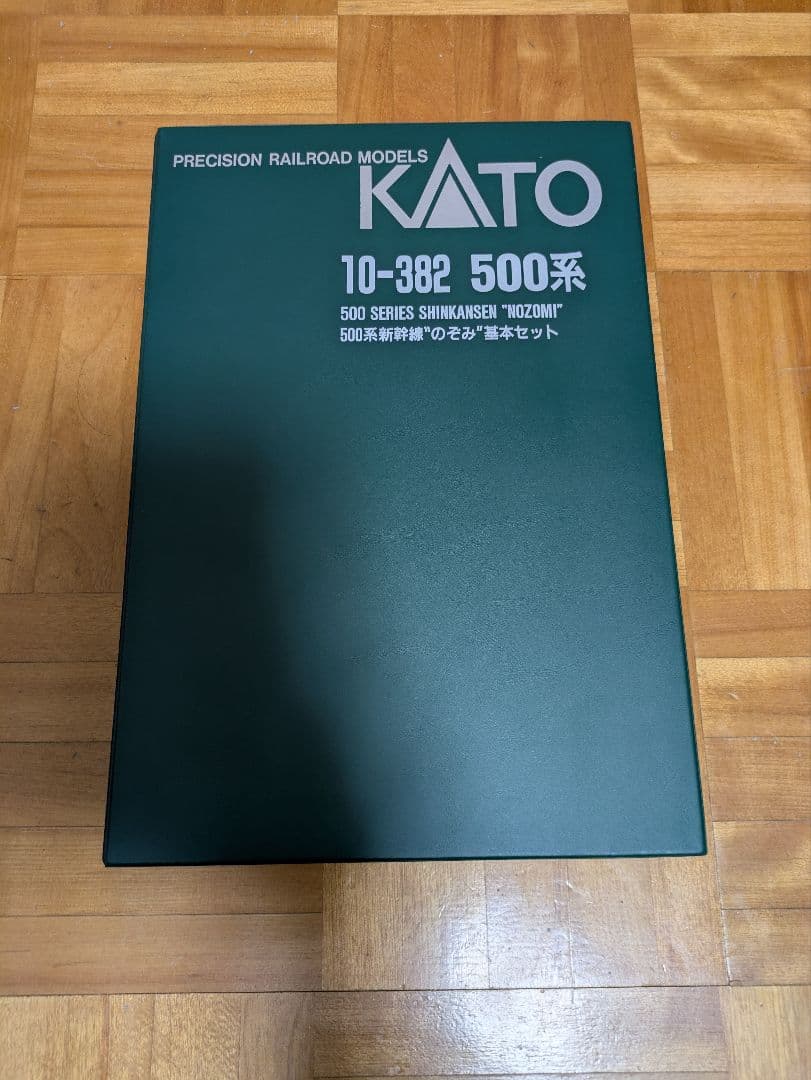 PRECISION RAILROAD MODELS
KATO
10-382 500系
500 SERIES SHINKANSEN "NOZOMI"
500系新幹線"のぞみ"基本セット